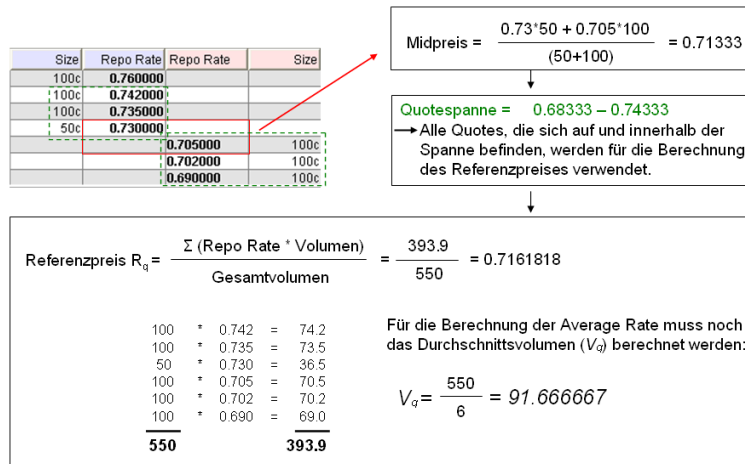 Size Repo Rate Repo Rate Size
100c 0.760000
100c 0.742000
100c 0.735000
50c 0.730000
0.705000 100c
0.702000 100c
0.690000 100c
Midpreis = 0.73*50 + 0.705*100 / (50+100) = 0.71333
Quotespanne = 0.68333 – 0.74333
→ Alle Quotes, die sich auf und innerhalb der
Spanne befinden, werden für die Berechnung
des Referenzpreises verwendet.
Referenzpreis Rq = Σ (Repo Rate * Volumen) / Gesamtvolumen = 393.9 / 550 = 0.7161818
100 * 0.742 = 74.2
100 * 0.735 = 73.5
50 * 0.730 = 36.5
100 * 0.705 = 70.5
100 * 0.702 = 70.2
100 * 0.690 = 69.0
550 393.9
Für die Berechnung der Average Rate muss noch
das Durchschnittsvolumen (Vq) berechnet werden:
Vq = 550 / 6 = 91.666667